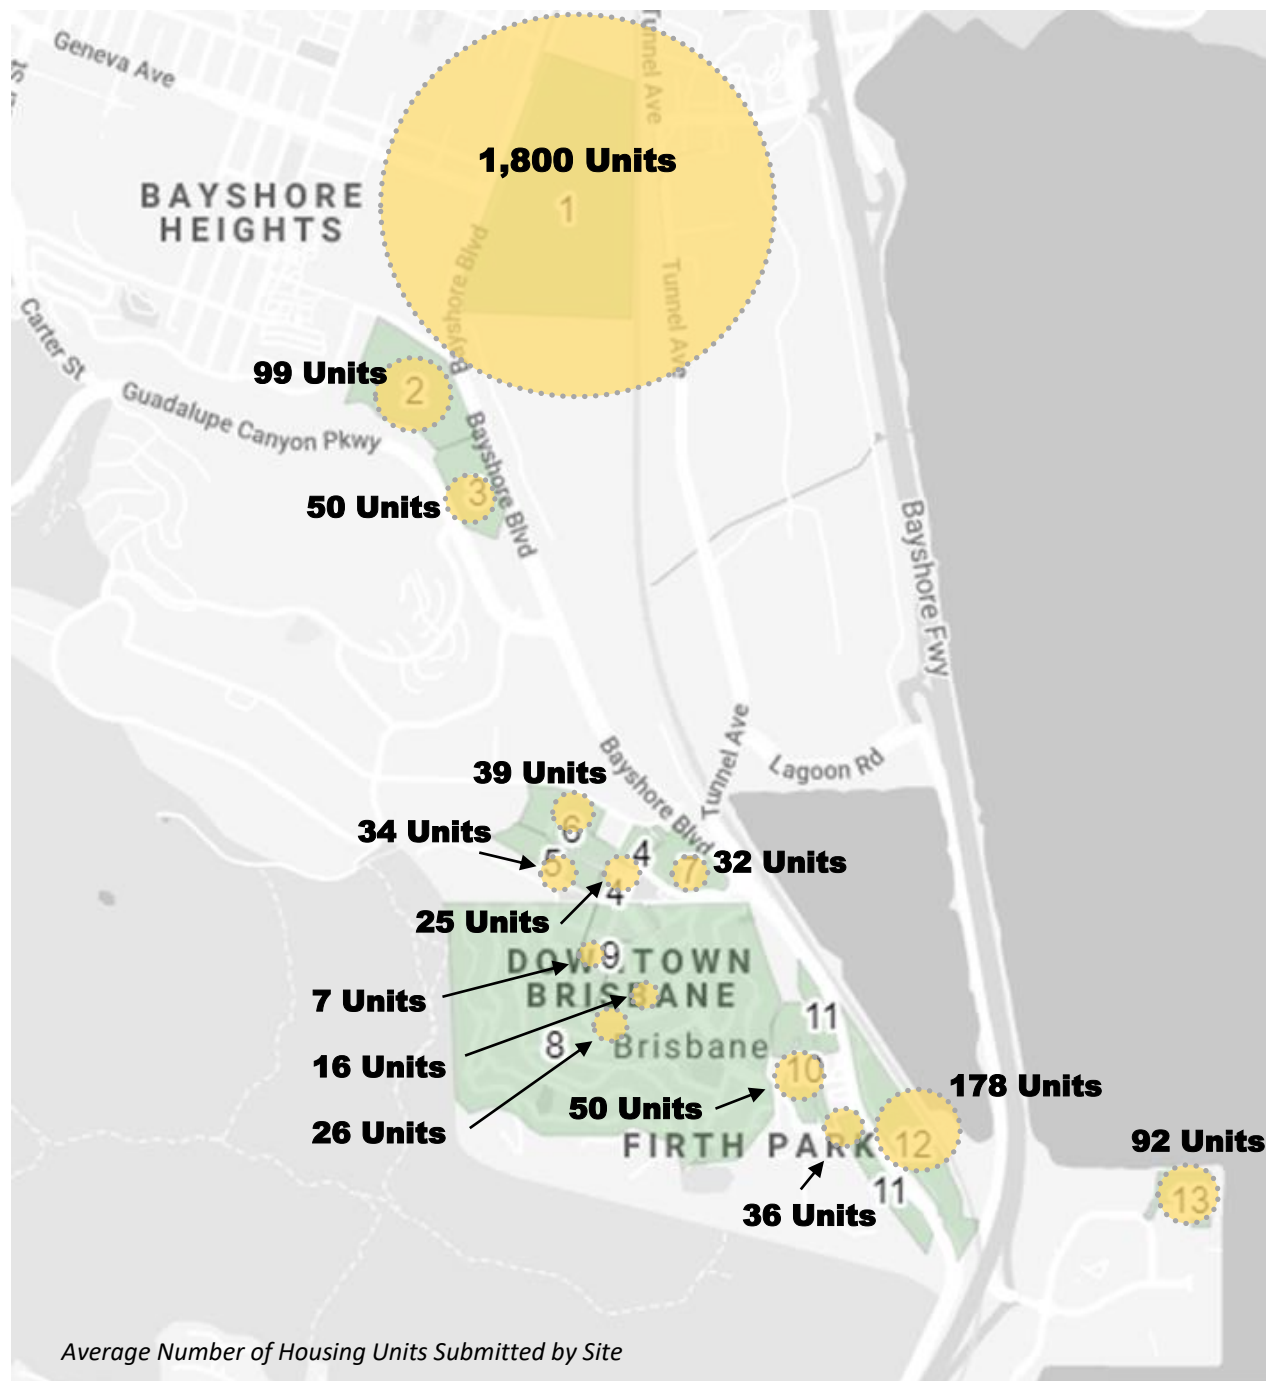 Tunnel Ave
Geneva Ave
1,800 Units
BAYSHORE
HEIGHTS
1
Bayshore Blvd
Tunnel Ave
Carter St
99 Units
2
Guadalupe Canyon Pkwy
Bayshore Blvd
3
50 Units
Bayshore Fwy
Tunnel Ave
Bayshore Blvd
Lagoon Rd
39 Units
6
34 Units
5
4
7
32 Units
4
25 Units
9
DOWNTOWN
BRISBANE
7 Units
11
8
Brisbane
16 Units
10
178 Units
50 Units
26 Units
FIRTH PARK
12
92 Units
11
13
36 Units
Average Number of Housing Units Submitted by Site